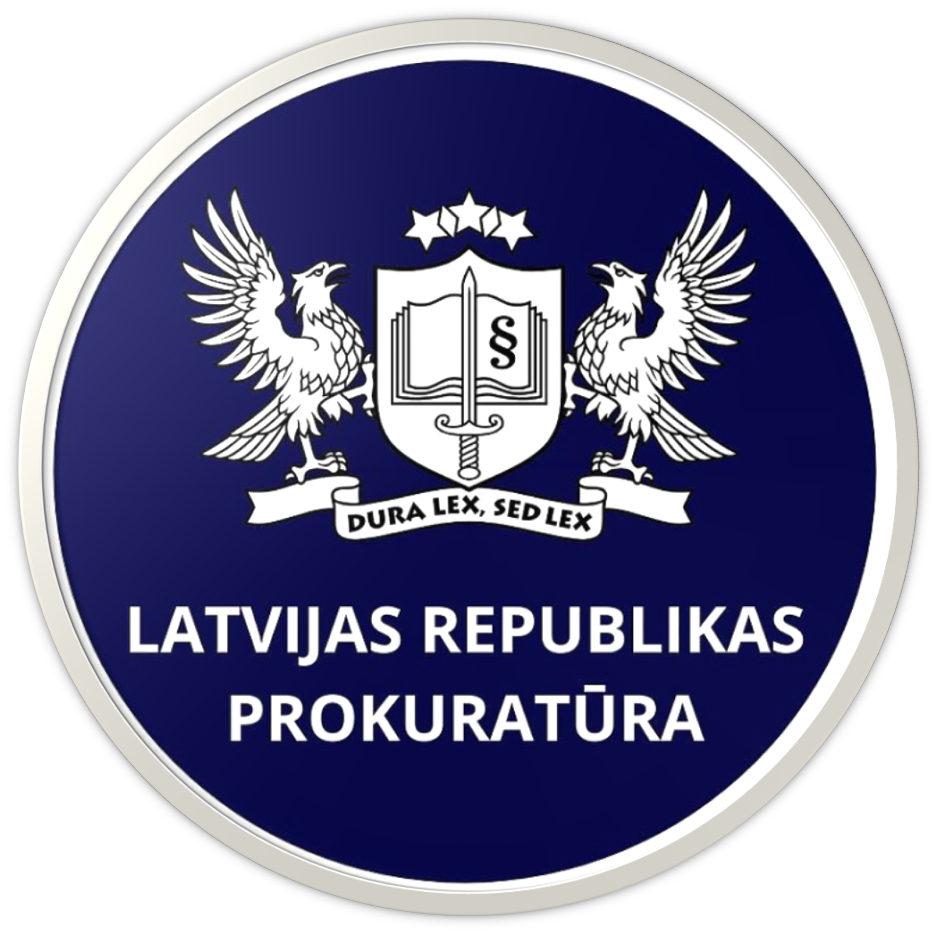 §
DURA LEX, SED LEX
LATVIJAS REPUBLIKAS
PROKURATŪRA